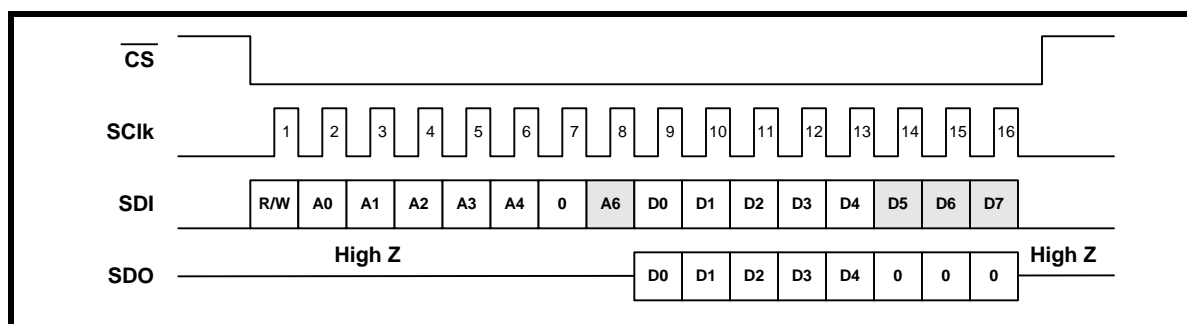 CS
SClk 1 2 3 4 5 6 7 8 9 10 11 12 13 14 15 16
SDI R/W A0 A1 A2 A3 A4 0 A6 D0 D1 D2 D3 D4 D5 D6 D7
High Z High Z
SDO D0 D1 D2 D3 D4 0 0 0